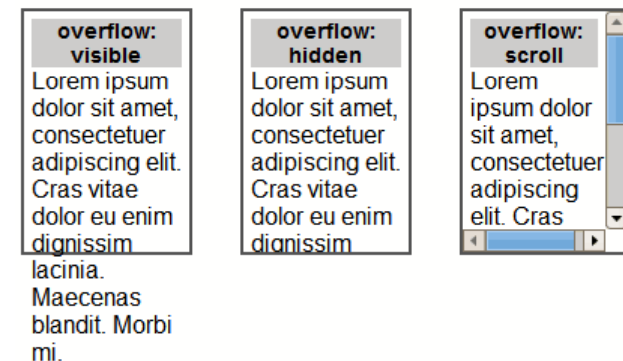 overflow:
visible
Lorem ipsum
dolor sit amet,
consectetuer
adipiscing elit.
Cras vitae
dolor eu enim
dignissim
lacinia.
Maecenas
blandit. Morbi
mi.
overflow:
hidden
Lorem ipsum
dolor sit amet,
consectetuer
adipiscing elit.
Cras vitae
dolor eu enim
dignissim
overflow:
scroll
Lorem
ipsum dolor
sit amet,
consectetuer
adipiscing
elit. Cras